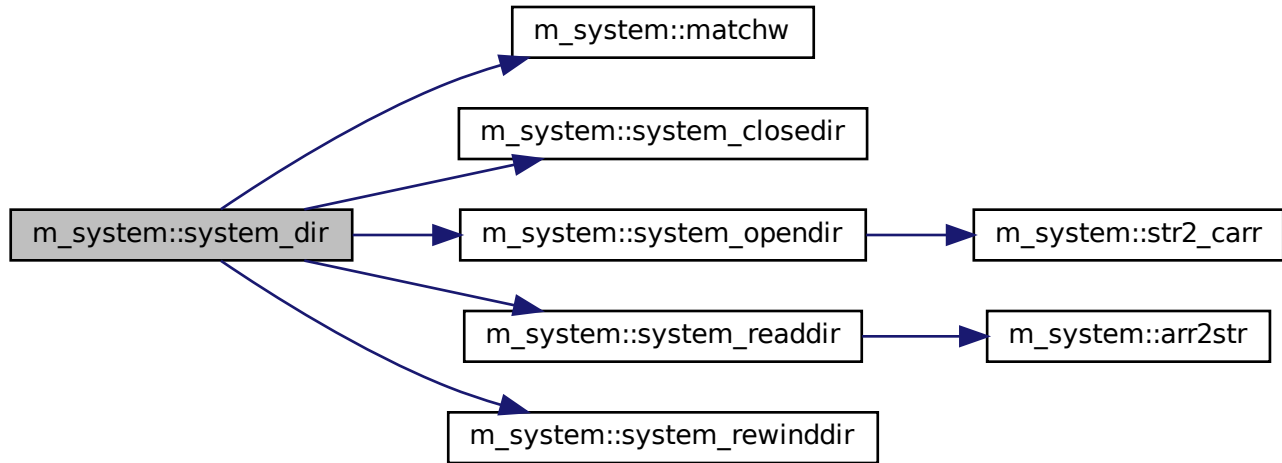 m_system::matchw
m_system::system_closedir
m_system::system_dir
m_system::system_opendir
m_system::str2_carr
m_system::system_readdir
m_system::arr2str
m_system::system_rewinddir